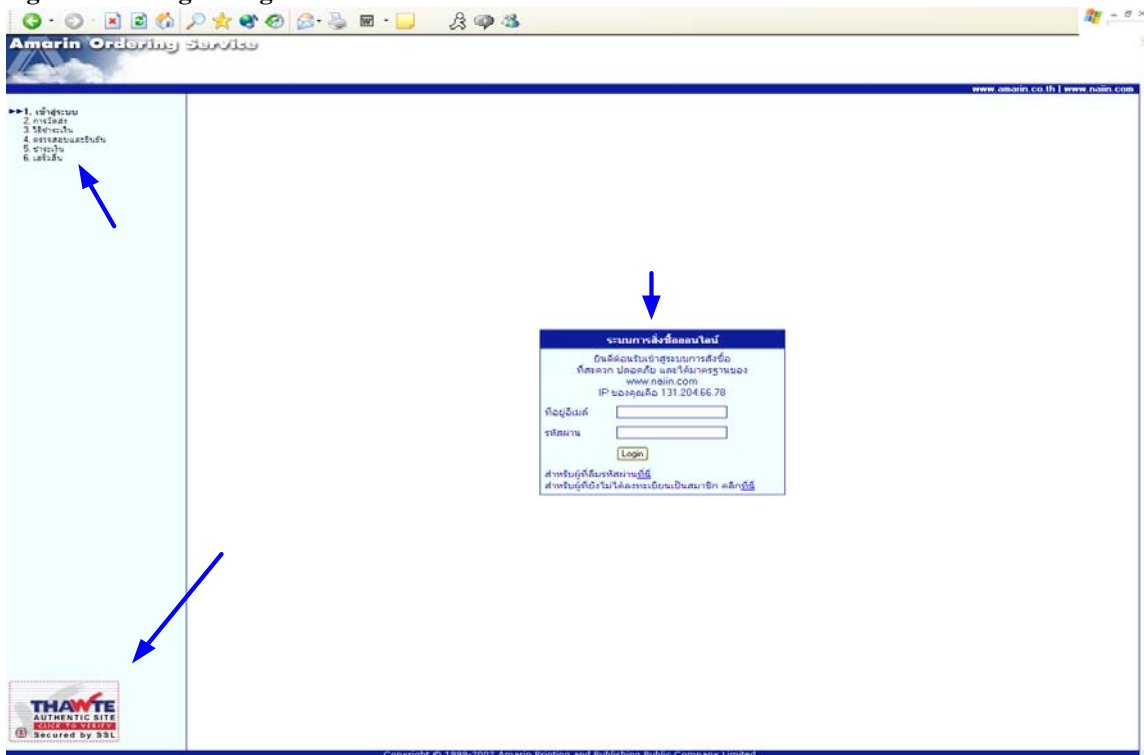 Amarin Ordering Service
www.amarin.co.th | www.naiin.com
1. เข้าสู่ระบบ
2. การจัดส่ง
3. วิธีชำระเงิน
4. ตรวจสอบและยืนยัน
5. ชำระเงิน
6. เสร็จสิ้น
ระบบการสั่งซื้อออนไลน์
ยินดีต้อนรับเข้าสู่ระบบการสั่งซื้อ
ที่สะดวก ปลอดภัย และได้มาตรฐานของ
www.naiin.com
IP ของคุณคือ 131.204.66.78
ที่อยู่อีเมล์
รหัสผ่าน
Login
สำหรับผู้ที่ลืมรหัสผ่านที่นี่
สำหรับผู้ที่ยังไม่ได้ลงทะเบียนเป็นสมาชิก คลิกที่นี่
THAWTE
AUTHENTIC SITE
CLICK TO VERIFY
Secured by SSL
Copyright © 1999-2007 Amarin Printing and Publishing Public Company Limited